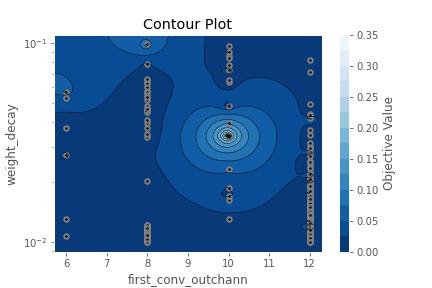 Contour Plot
10⁻¹
10⁻²
weight_decay
6 7 8 9 10 11 12
first_conv_outchann
0.35
0.30
0.25
0.20
0.15
0.10
0.05
0.00
Objective Value